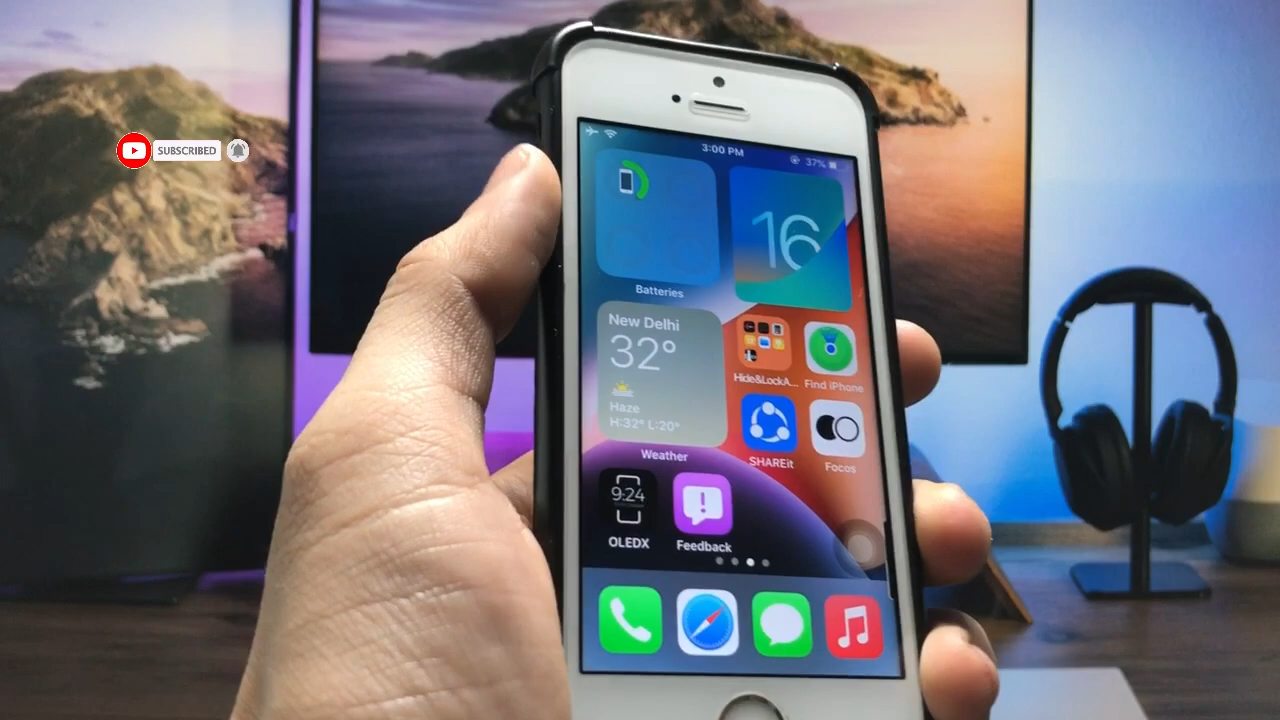 SUBSCRIBED
3:00 PM
37%
16
Batteries
New Delhi
32°
Haze
H:32° L:20°
Weather
Hide&LockA...
Find iPhone
SHAREit
Focos
9:24
OLEDX
Feedback